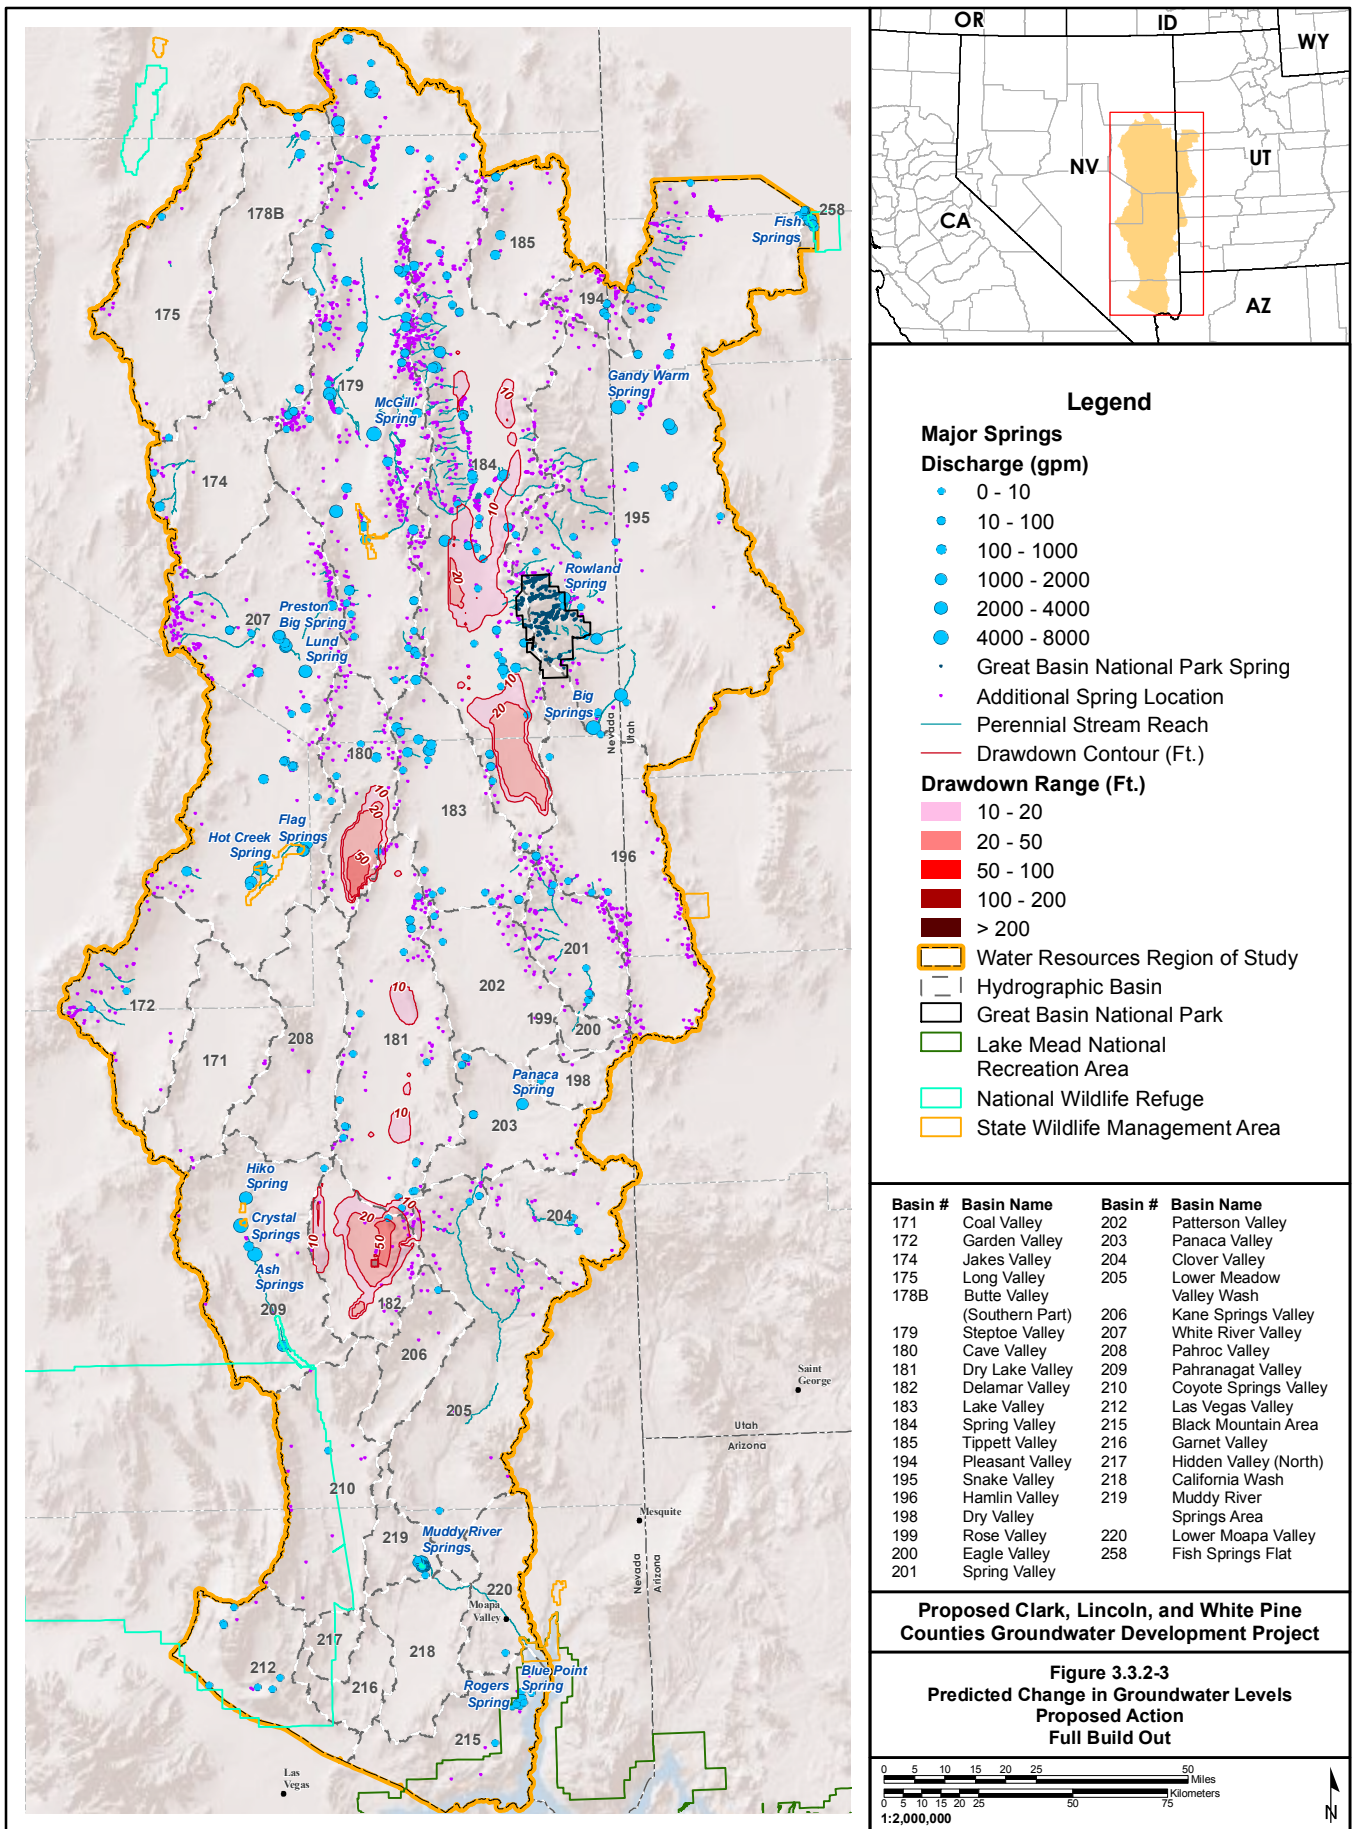 OR
ID
WY
NV
UT
CA
AZ
178B
258
Fish
Springs
185
194
175
Gandy Warm
Spring
179
McGill
Spring
10
184
174
10
195
20
Rowland
Spring
Preston
Big Spring
207
Lund
Spring
10
20
Big
Springs
Nevada
Utah
180
10
20
183
Flag
Springs
Hot Creek
Spring
50
196
201
202
10
172
199
200
208
181
171
Panaca
Spring
198
10
203
Hiko
Spring
10
20
204
Crystal
Springs
50
10
Ash
Springs
182
209
206
Saint
George
205
Utah
Arizona
210
Mesquite
219
Muddy River
Springs
Nevada
Arizona
220
Moapa
Valley
217
218
212
Blue Point
Spring
216
Rogers
Spring
215
Las
Vegas
Legend
Major Springs
Discharge (gpm)
0 - 10
10 - 100
100 - 1000
1000 - 2000
2000 - 4000
4000 - 8000
Great Basin National Park Spring
Additional Spring Location
Perennial Stream Reach
Drawdown Contour (Ft.)
Drawdown Range (Ft.)
10 - 20
20 - 50
50 - 100
100 - 200
> 200
Water Resources Region of Study
Hydrographic Basin
Great Basin National Park
Lake Mead National
Recreation Area
National Wildlife Refuge
State Wildlife Management Area
Basin # Basin Name Basin # Basin Name
171 Coal Valley 202 Patterson Valley
172 Garden Valley 203 Panaca Valley
174 Jakes Valley 204 Clover Valley
175 Long Valley 205 Lower Meadow
178B Butte Valley Valley Wash
(Southern Part) 206 Kane Springs Valley
179 Steptoe Valley 207 White River Valley
180 Cave Valley 208 Pahroc Valley
181 Dry Lake Valley 209 Pahranagat Valley
182 Delamar Valley 210 Coyote Springs Valley
183 Lake Valley 212 Las Vegas Valley
184 Spring Valley 215 Black Mountain Area
185 Tippett Valley 216 Garnet Valley
194 Pleasant Valley 217 Hidden Valley (North)
195 Snake Valley 218 California Wash
196 Hamlin Valley 219 Muddy River
198 Dry Valley Springs Area
199 Rose Valley 220 Lower Moapa Valley
200 Eagle Valley 258 Fish Springs Flat
201 Spring Valley
Proposed Clark, Lincoln, and White Pine
Counties Groundwater Development Project
Figure 3.3.2-3
Predicted Change in Groundwater Levels
Proposed Action
Full Build Out
0 5 10 15 20 25 50
Miles
Kilometers
0 5 10 15 20 25 50 75
1:2,000,000
N